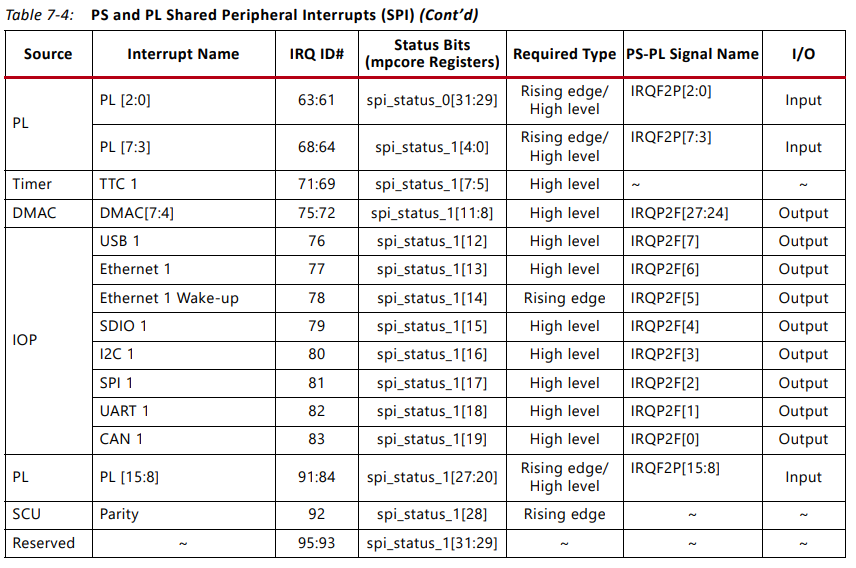 Table 7-4: PS and PL Shared Peripheral Interrupts (SPI) (Cont’d)
Source Interrupt Name IRQ ID# Status Bits (mpcore Registers) Required Type PS-PL Signal Name I/O
PL PL [2:0] 63:61 spi_status_0[31:29] Rising edge/ High level IRQF2P[2:0] Input
PL [7:3] 68:64 spi_status_1[4:0] Rising edge/ High level IRQF2P[7:3] Input
Timer TTC 1 71:69 spi_status_1[7:5] High level ~ ~
DMAC DMAC[7:4] 75:72 spi_status_1[11:8] High level IRQP2F[27:24] Output
IOP USB 1 76 spi_status_1[12] High level IRQP2F[7] Output
Ethernet 1 77 spi_status_1[13] High level IRQP2F[6] Output
Ethernet 1 Wake-up 78 spi_status_1[14] Rising edge IRQP2F[5] Output
SDIO 1 79 spi_status_1[15] High level IRQP2F[4] Output
I2C 1 80 spi_status_1[16] High level IRQP2F[3] Output
SPI 1 81 spi_status_1[17] High level IRQP2F[2] Output
UART 1 82 spi_status_1[18] High level IRQP2F[1] Output
CAN 1 83 spi_status_1[19] High level IRQP2F[0] Output
PL PL [15:8] 91:84 spi_status_1[27:20] Rising edge/ High level IRQF2P[15:8] Input
SCU Parity 92 spi_status_1[28] Rising edge ~ ~
Reserved ~ 95:93 spi_status_1[31:29] ~ ~ ~